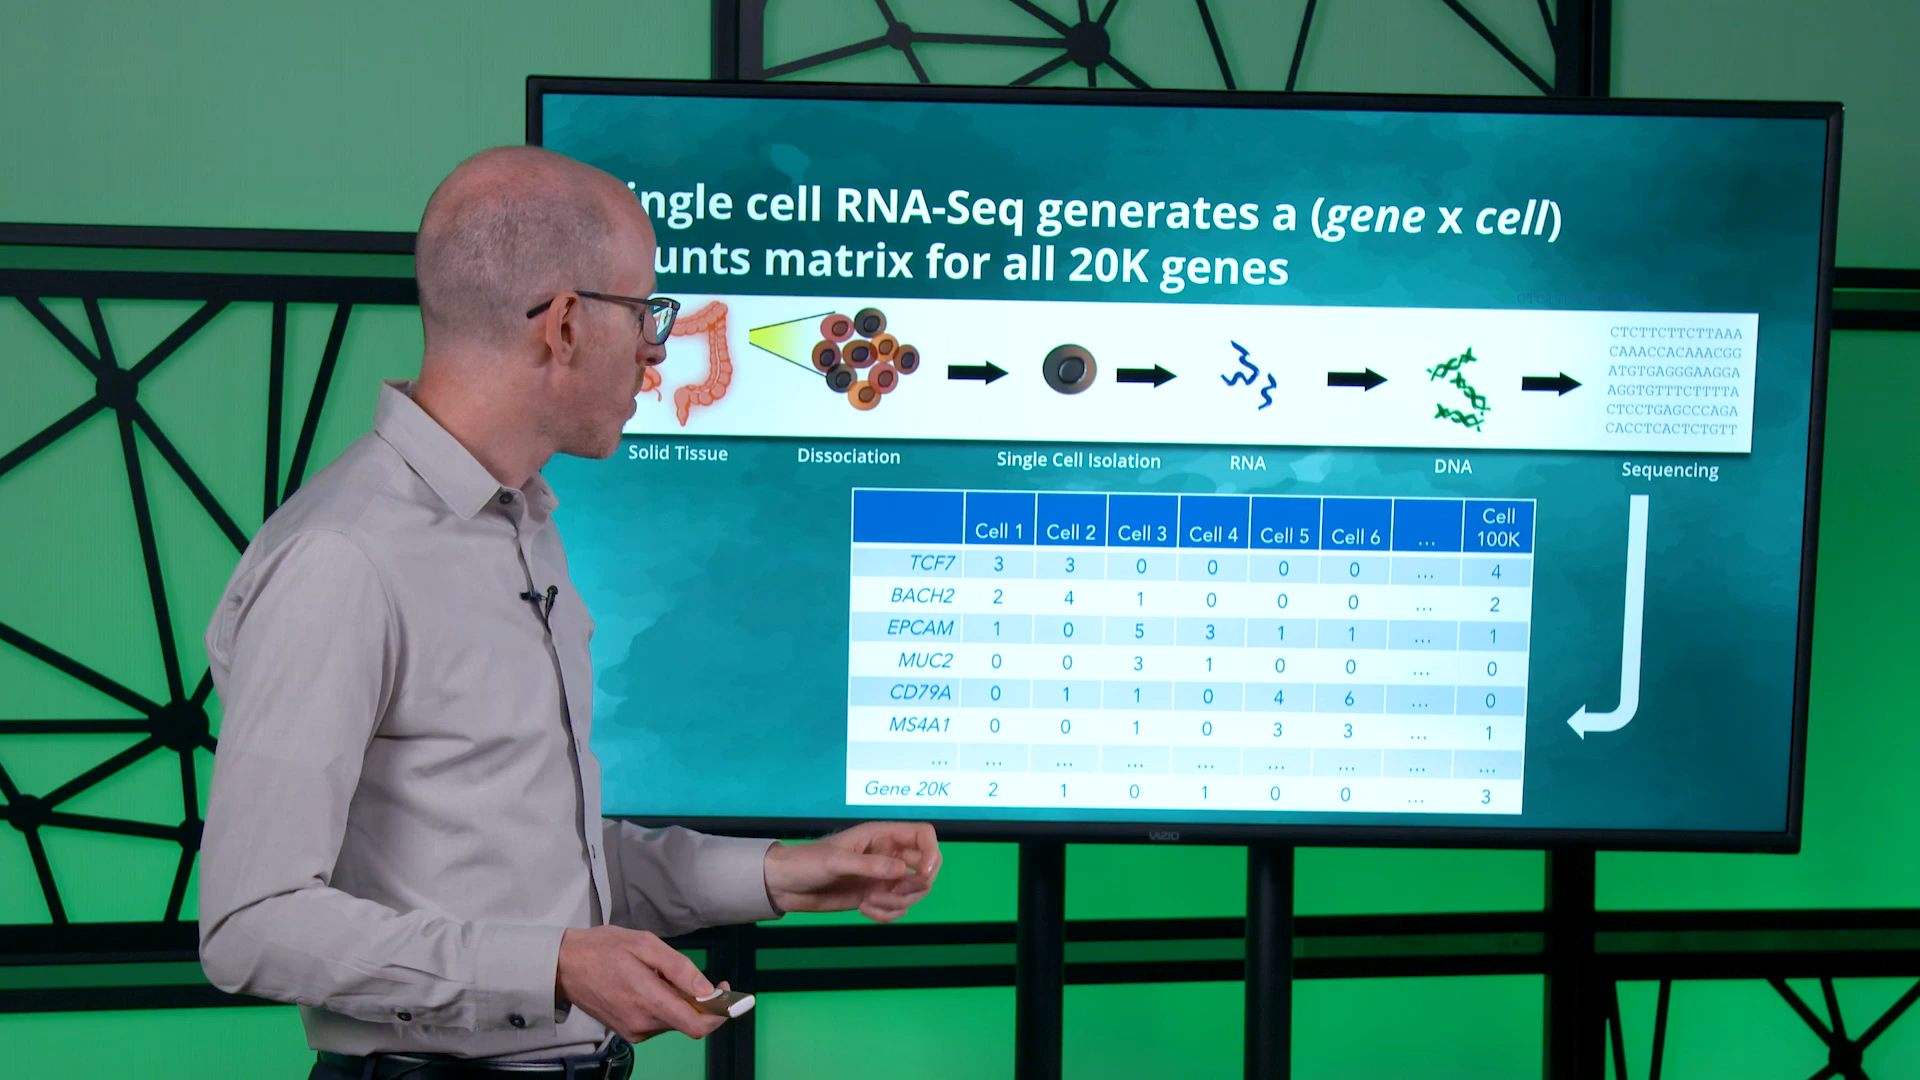 ngle cell RNA-Seq generates a (gene x cell)
unts matrix for all 20K genes
CTCTTCTTCTTAAA
CAAACCACAAACGG
ATGTGAGGGAAGGA
AGGTGTTTCTTTTA
CTCCTGAGCCCAGA
CACCTCACTCTGTT
Solid Tissue Dissociation Single Cell Isolation RNA DNA Sequencing
Cell 1 Cell 2 Cell 3 Cell 4 Cell 5 Cell 6 ... Cell 100K
TCF7 3 3 0 0 0 0 ... 4
BACH2 2 4 1 0 0 0 ... 2
EPCAM 1 0 5 3 1 1 ... 1
MUC2 0 0 3 1 0 0 ... 0
CD79A 0 1 1 0 4 6 ... 0
MS4A1 0 0 1 0 3 3 ... 1
... ... ... ... ... ... ... ... ...
Gene 20K 2 1 0 1 0 0 ... 3
VIZIO